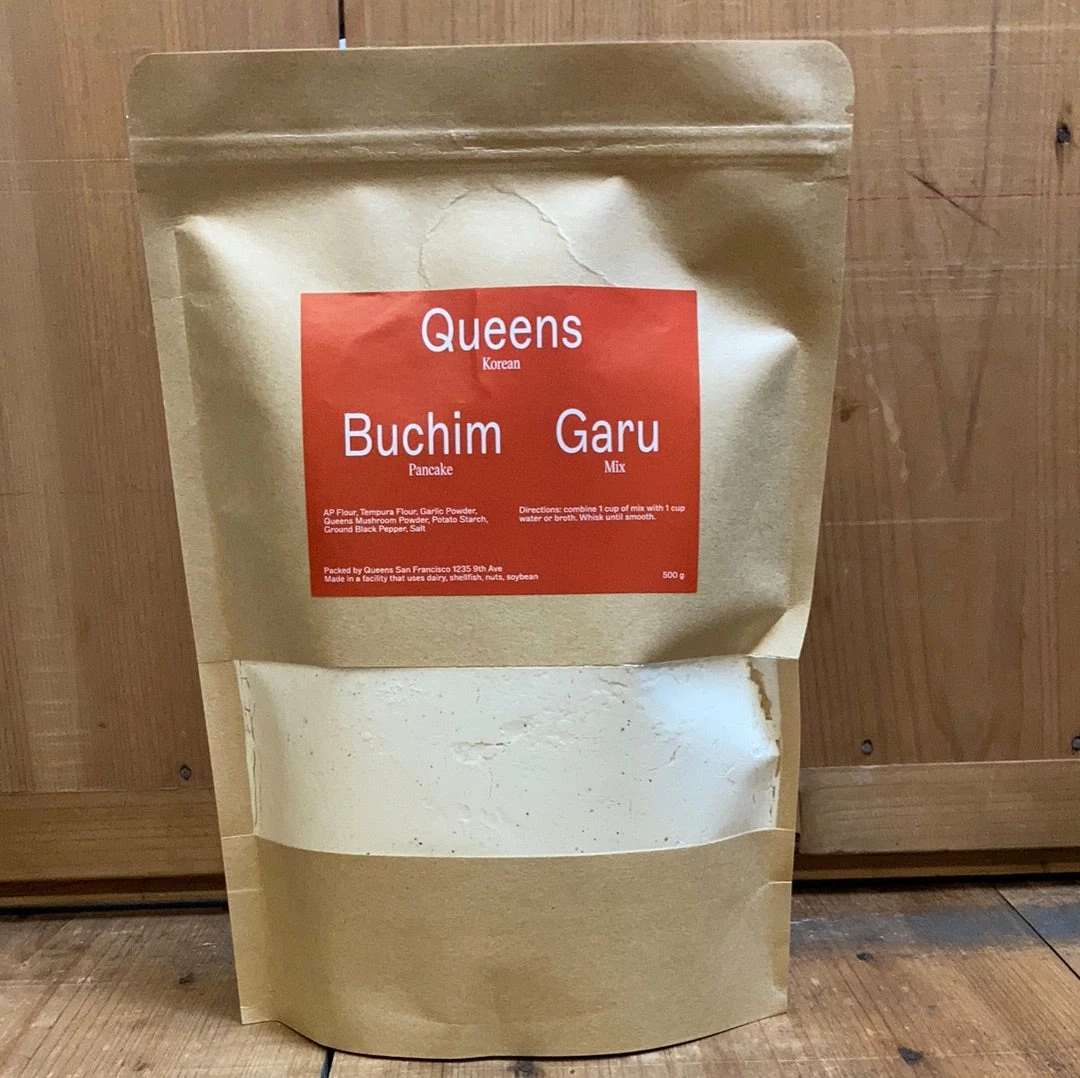 Queens
Korean
Buchim Garu
Pancake Mix
AP Flour, Tempura Flour, Garlic Powder,
Queens Mushroom Powder, Potato Starch,
Ground Black Pepper, Salt
Directions: combine 1 cup of mix with 1 cup
water or broth. Whisk until smooth.
Packed by Queens San Francisco 1235 9th Ave
Made in a facility that uses dairy, shellfish, nuts, soybean
500 g